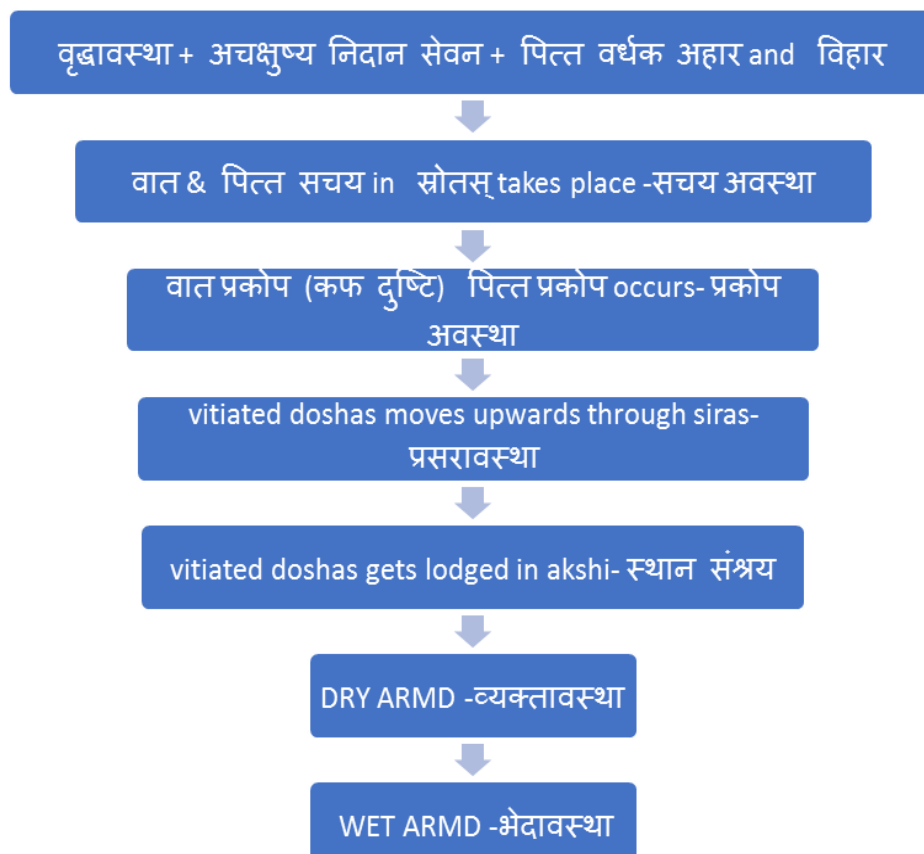 वृद्धावस्था + अचक्षुष्य निदान सेवन + पित्त वर्धक अहार and विहार
वात & पित्त सचय in स्रोतस् takes place -सचय अवस्था
वात प्रकोप (कफ दुष्टि) पित्त प्रकोप occurs- प्रकोप
अवस्था
vitiated doshas moves upwards through siras-
प्रसरावस्था
vitiated doshas gets lodged in akshi- स्थान संश्रय
DRY ARMD -व्यक्तावस्था
WET ARMD -भेदावस्था